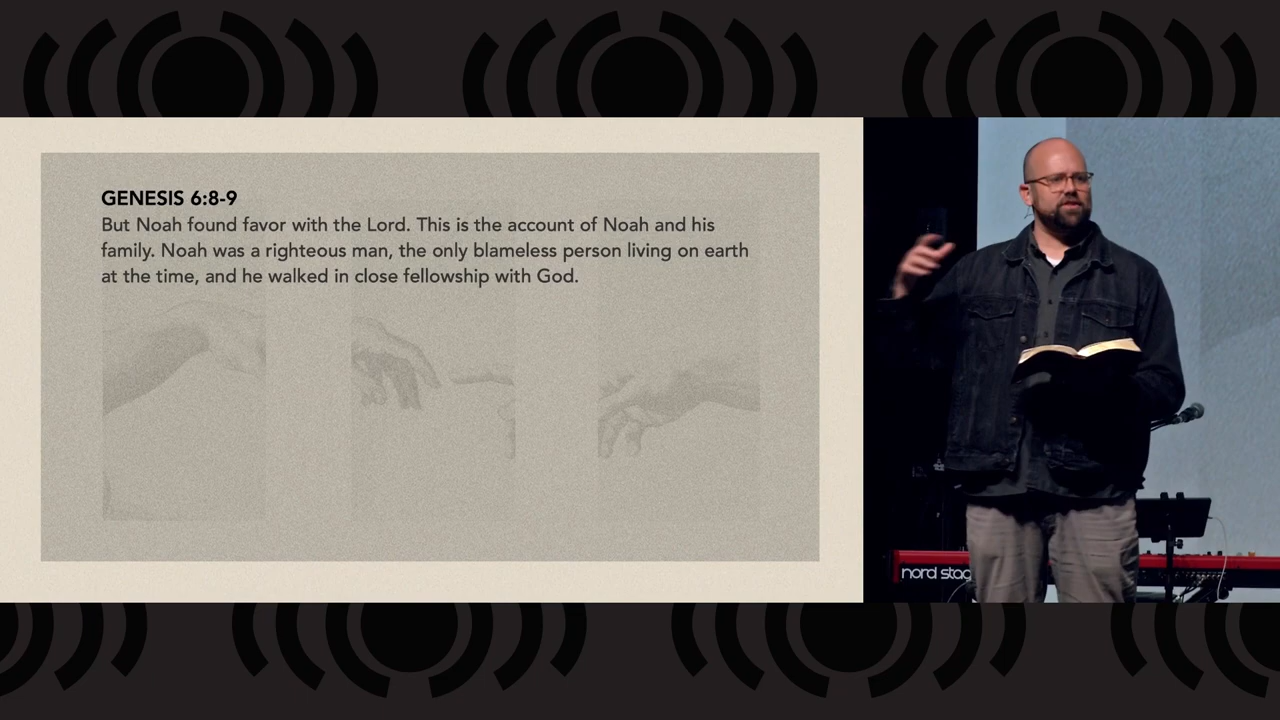 GENESIS 6:8-9
But Noah found favor with the Lord. This is the account of Noah and his
family. Noah was a righteous man, the only blameless person living on earth
at the time, and he walked in close fellowship with God.
nord stag